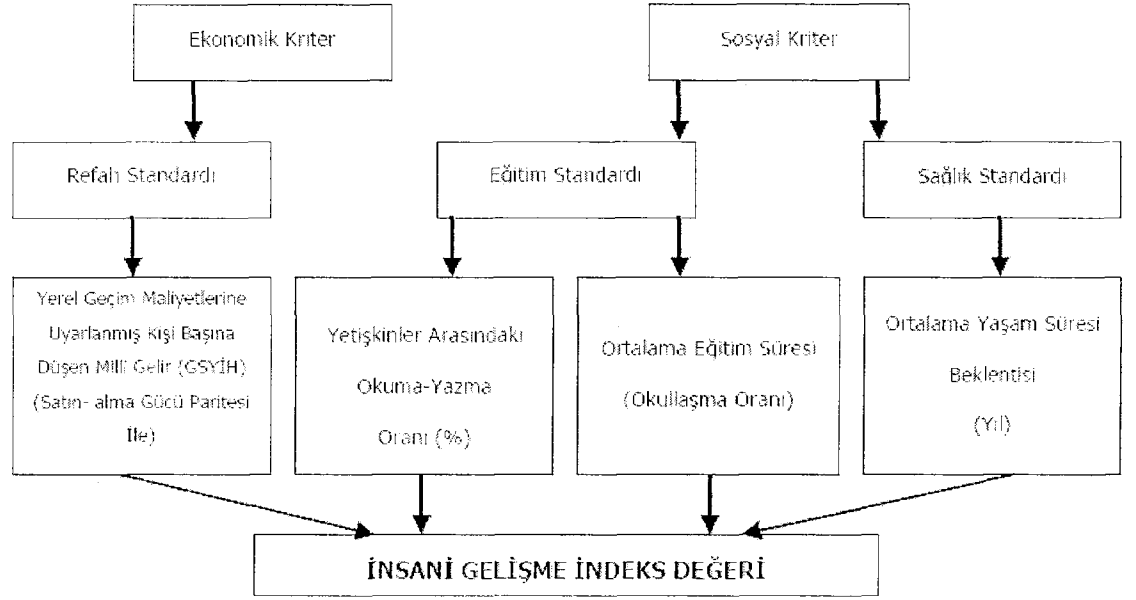 Ekonomik Kriter
Sosyal Kriter
Refah Standardı
Eğitim Standardı
Sağlık Standardı
Yerel Geçim Maliyetlerine
Uyarlanmış Kişi Başına
Düşen Milli Gelir (GSYİH)
(Satın- alma Gücü Paritesi
İle)
Yetişkinler Arasındaki
Okuma-Yazma
Oranı (%)
Ortalama Eğitim Süresi
(Okullaşma Oranı)
Ortalama Yaşam Süresi
Beklentisi
(Yıl)
İNSANİ GELİŞME İNDEKS DEĞERİ